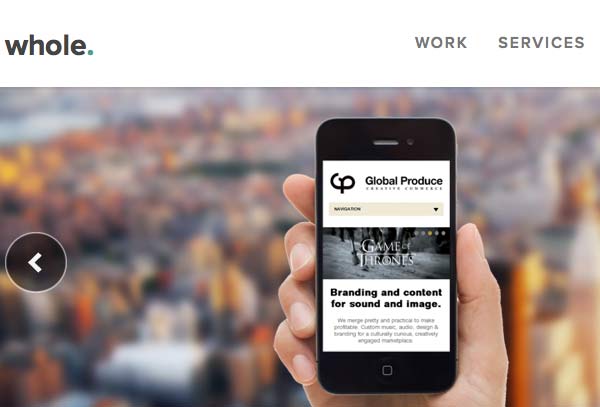 whole.
WORK SERVICES
GP Global Produce
CREATIVE COMMERCE
NAVIGATION
GAME OF
THRONES
Branding and content
for sound and image.
We merge pretty and practical to make
profitable. Custom music, audio, design &
branding for a culturally curious, creatively
engaged marketplace.